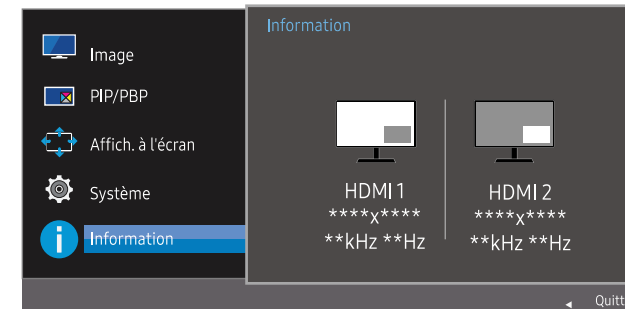 Image
PIP/PBP
Affich. à l'écran
Système
Information
Information
HDMI 1
****x****
**kHz **Hz
HDMI 2
****x****
**kHz **Hz
Quitt